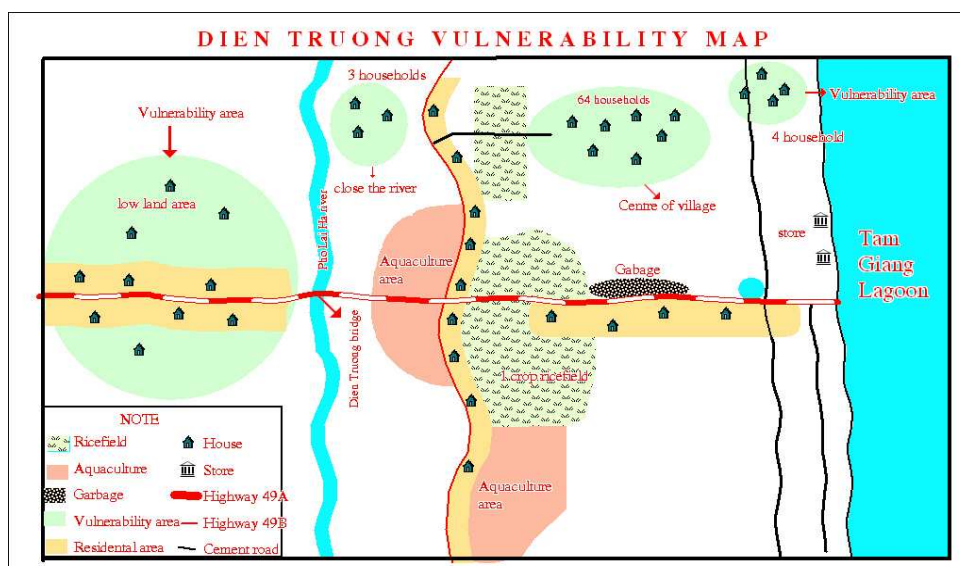 DIEN TRUONG VULNERABILITY MAP
3 households
64 households
Vulnerability area
4 household
Vulnerability area
low land area
close the river
Centre of village
Pho Lai Ha river
Aquaculture
area
store
Tam
Giang
Lagoon
Gabage
Dien Truong bridge
1 crop ricefield
Aquaculture
area
NOTE
Ricefield
House
Aquaculture
Store
Garbage
Highway 49A
Vulnerability area
Highway 49B
Residental area
Cement road